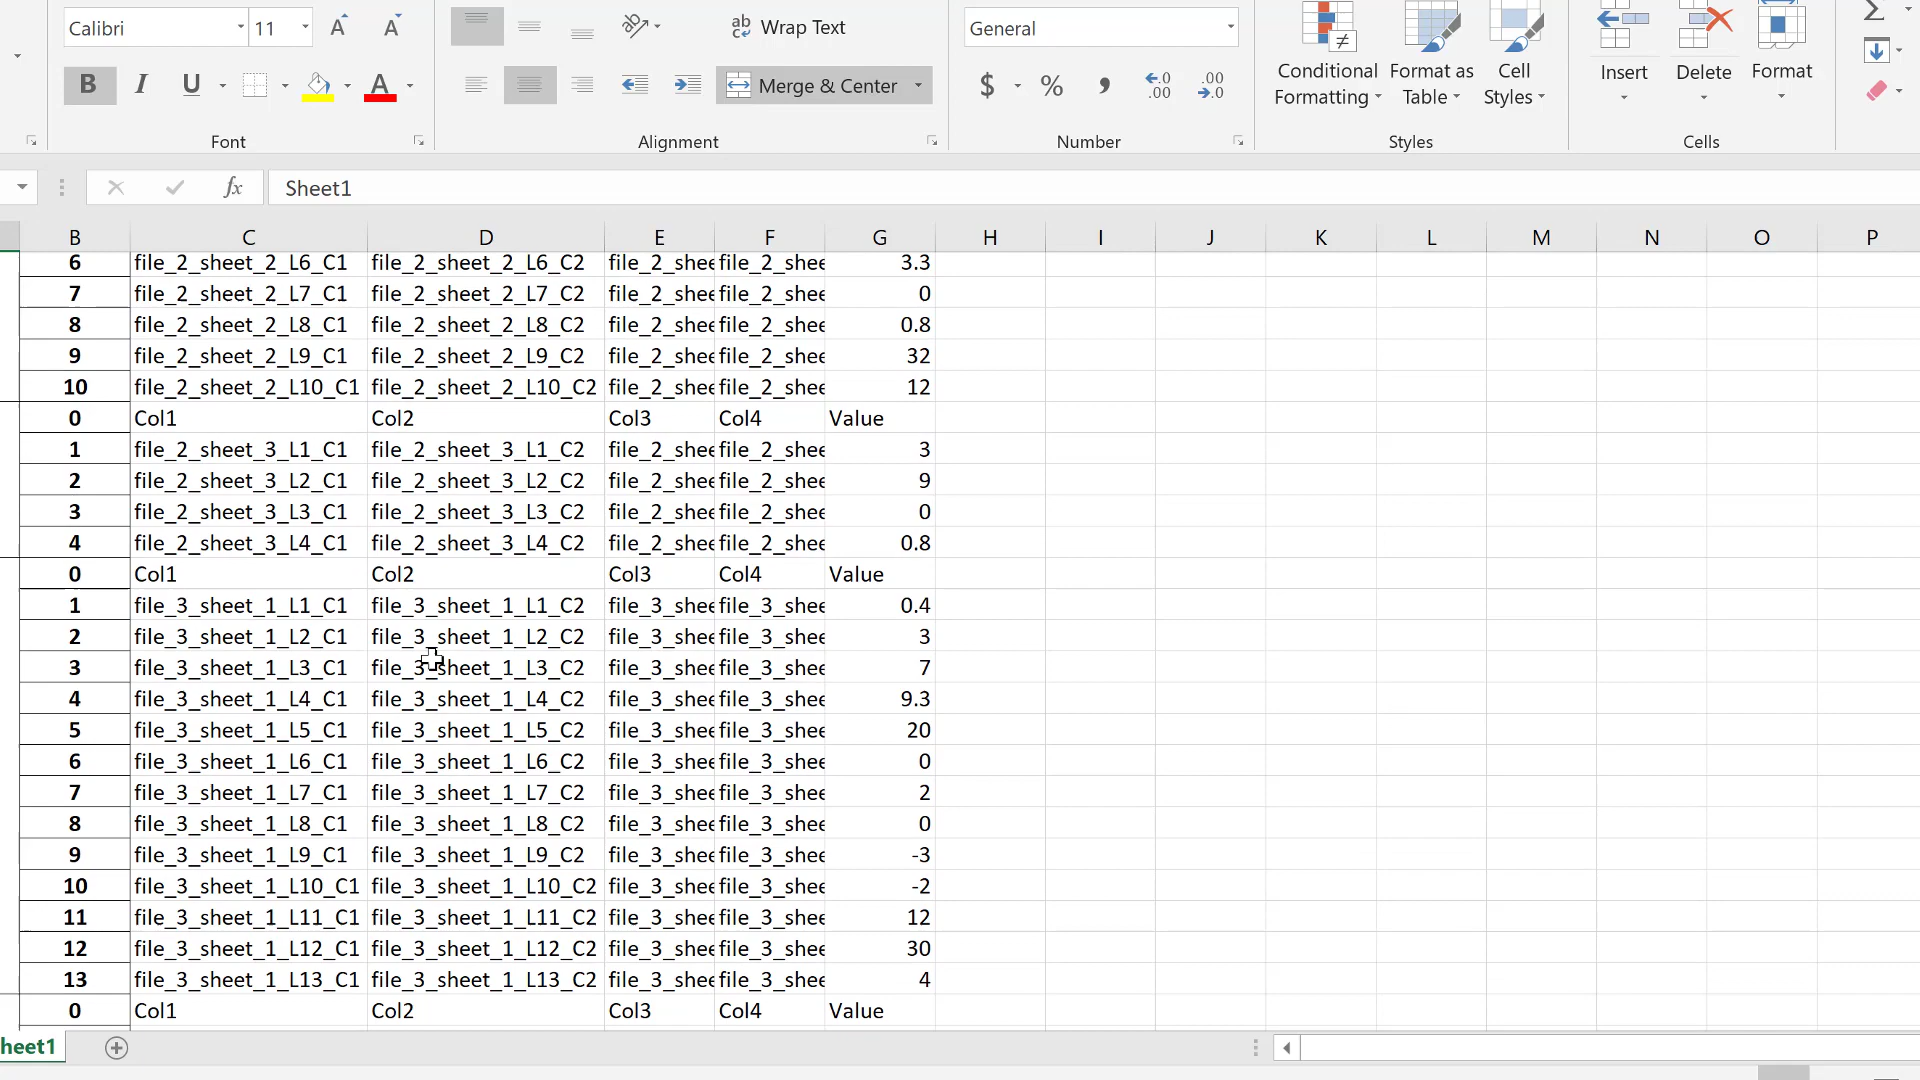 Calibri 11 A A ab Wrap Text General
B I U A Merge & Center $ % , .00 .00 Conditional Formatting Format as Table Cell Styles Insert Delete Format Σ
Font Alignment Number Styles Cells
fx Sheet1
B C D E F G H I J K L M N O P
6 file_2_sheet_2_L6_C1 file_2_sheet_2_L6_C2 file_2_shee file_2_shee 3.3
7 file_2_sheet_2_L7_C1 file_2_sheet_2_L7_C2 file_2_shee file_2_shee 0
8 file_2_sheet_2_L8_C1 file_2_sheet_2_L8_C2 file_2_shee file_2_shee 0.8
9 file_2_sheet_2_L9_C1 file_2_sheet_2_L9_C2 file_2_shee file_2_shee 32
10 file_2_sheet_2_L10_C1 file_2_sheet_2_L10_C2 file_2_shee file_2_shee 12
0 Col1 Col2 Col3 Col4 Value
1 file_2_sheet_3_L1_C1 file_2_sheet_3_L1_C2 file_2_shee file_2_shee 3
2 file_2_sheet_3_L2_C1 file_2_sheet_3_L2_C2 file_2_shee file_2_shee 9
3 file_2_sheet_3_L3_C1 file_2_sheet_3_L3_C2 file_2_shee file_2_shee 0
4 file_2_sheet_3_L4_C1 file_2_sheet_3_L4_C2 file_2_shee file_2_shee 0.8
0 Col1 Col2 Col3 Col4 Value
1 file_3_sheet_1_L1_C1 file_3_sheet_1_L1_C2 file_3_shee file_3_shee 0.4
2 file_3_sheet_1_L2_C1 file_3_sheet_1_L2_C2 file_3_shee file_3_shee 3
3 file_3_sheet_1_L3_C1 file_3_sheet_1_L3_C2 file_3_shee file_3_shee 7
4 file_3_sheet_1_L4_C1 file_3_sheet_1_L4_C2 file_3_shee file_3_shee 9.3
5 file_3_sheet_1_L5_C1 file_3_sheet_1_L5_C2 file_3_shee file_3_shee 20
6 file_3_sheet_1_L6_C1 file_3_sheet_1_L6_C2 file_3_shee file_3_shee 0
7 file_3_sheet_1_L7_C1 file_3_sheet_1_L7_C2 file_3_shee file_3_shee 2
8 file_3_sheet_1_L8_C1 file_3_sheet_1_L8_C2 file_3_shee file_3_shee 0
9 file_3_sheet_1_L9_C1 file_3_sheet_1_L9_C2 file_3_shee file_3_shee -3
10 file_3_sheet_1_L10_C1 file_3_sheet_1_L10_C2 file_3_shee file_3_shee -2
11 file_3_sheet_1_L11_C1 file_3_sheet_1_L11_C2 file_3_shee file_3_shee 12
12 file_3_sheet_1_L12_C1 file_3_sheet_1_L12_C2 file_3_shee file_3_shee 30
13 file_3_sheet_1_L13_C1 file_3_sheet_1_L13_C2 file_3_shee file_3_shee 4
0 Col1 Col2 Col3 Col4 Value
heet1